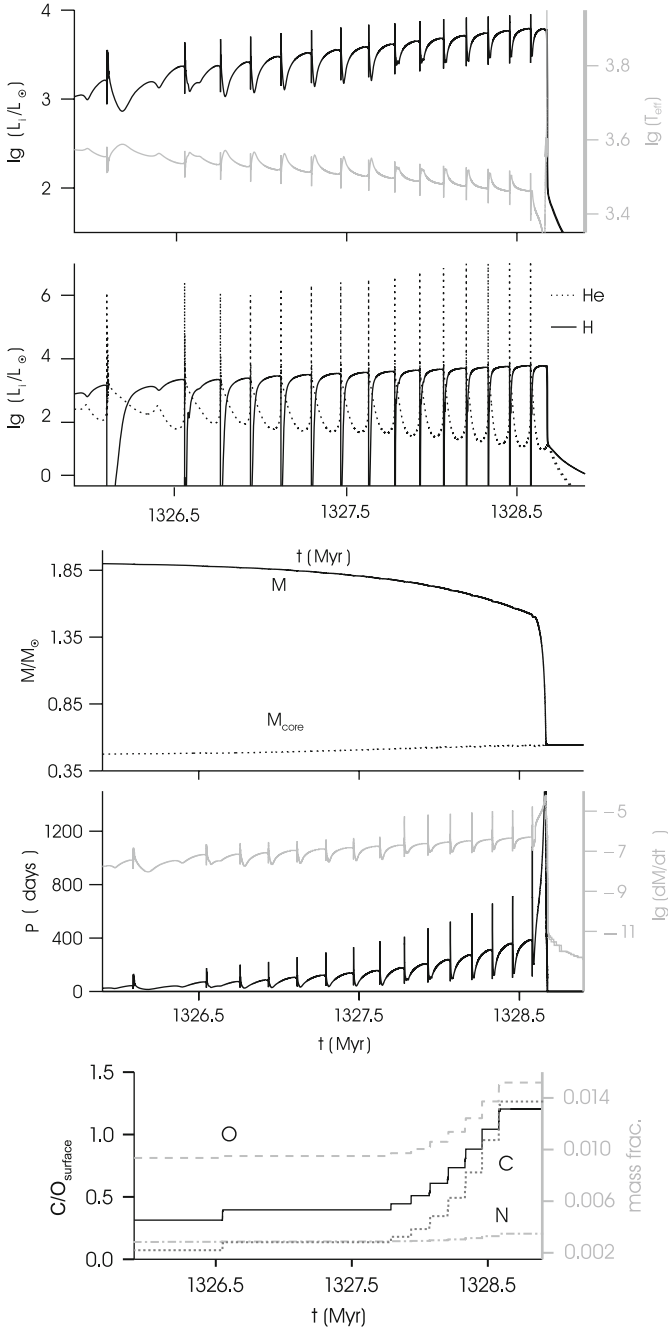 4
3
2
lg (Lᵢ/L⊙)
3.8
3.6
3.4
lg (Teff)
6
4
2
0
lg (Lᵢ/L⊙)
He
H
1326.5 1327.5 1328.5
t (Myr)
1.85
1.35
0.85
0.35
M/M⊙
M
Mcore
1200
800
400
0
P ( days)
-5
-7
-9
-11
lg (dM/dt)
1326.5 1327.5 1328.5
t (Myr)
1.5
1.0
0.5
0.0
C/Osurface
O
C
N
0.014
0.010
0.006
0.002
mass frac.
1326.5 1327.5 1328.5
t (Myr)